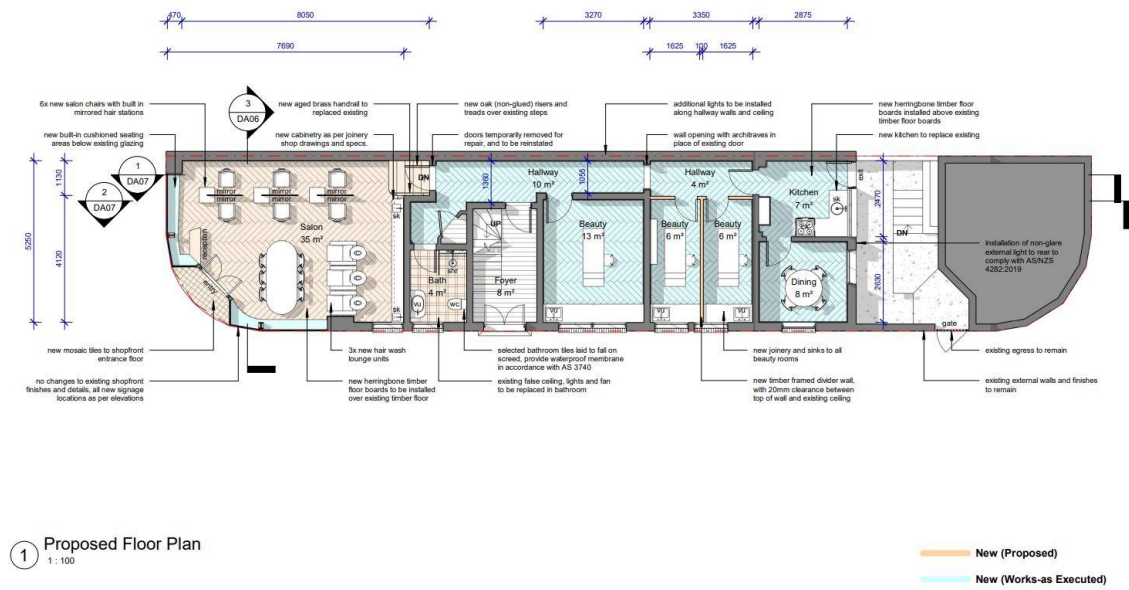 470
8050
3270
3350
2875
7690
1625
100
1625
6x new salon chairs with built in
mirrored hair stations
3
DA06
new aged brass handrail to
replaced existing
new oak (non-glued) risers and
treads over existing steps
additional lights to be installed
along hallway walls and ceiling
new herringbone timber floor
boards installed above existing
timber floor boards
new built-in cushioned seating
areas below existing glazing
new cabinetry as per joinery
shop drawings and specs.
doors temporarily removed for
repair, and to be reinstated
wall opening with architraves in
place of existing door
new kitchen to replace existing
1
DA07
2
DA07
5250
1130
4120
mirror
mirror
mirror
mirror
mirror
mirror
DN
sk
1360
Hallway
10 m²
1055
Hallway
4 m²
Kitchen
7 m²
sk
exit
2470
2630
DN
Salon
35 m²
reception
entry
UP
Beauty
13 m²
Beauty
6 m²
Beauty
6 m²
Bath
4 m²
shr
VU
WC
Foyer
8 m²
Dining
8 m²
sk
VU
VU
VU
gate
installation of non-glare
external light to rear to
comply with AS/NZS
4282:2019
new mosaic tiles to shopfront
entrance floor
3x new hair wash
lounge units
selected bathroom tiles laid to fall on
screed, provide waterproof membrane
in accordance with AS 3740
new joinery and sinks to all
beauty rooms
existing egress to remain
no changes to existing shopfront
finishes and details, all new signage
locations as per elevations
new herringbone timber
floor boards to be installed
over existing timber floor
existing false ceiling, lights and fan
to be replaced in bathroom
new timber framed divider wall,
with 20mm clearance between
top of wall and existing ceiling
existing external walls and finishes
to remain
1
Proposed Floor Plan
1 : 100
New (Proposed)
New (Works-as Executed)